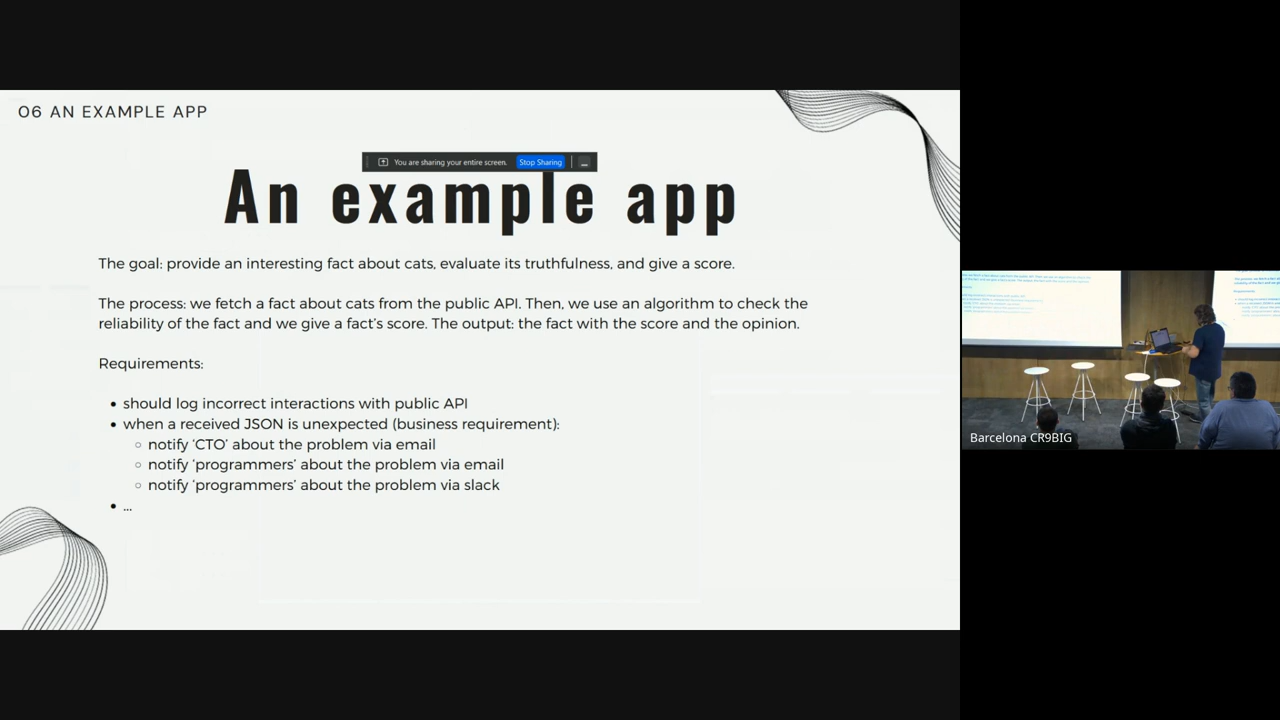 06 AN EXAMPLE APP
You are sharing your entire screen.
Stop Sharing
An example app
The goal: provide an interesting fact about cats, evaluate its truthfulness, and give a score.
The process: we fetch a fact about cats from the public API. Then, we use an algorithm to check the
reliability of the fact and we give a fact's score. The output: the fact with the score and the opinion.
Requirements:
• should log incorrect interactions with public API
• when a received JSON is unexpected (business requirement):
○ notify ‘CTO’ about the problem via email
○ notify ‘programmers’ about the problem via email
○ notify ‘programmers’ about the problem via slack
• ...
Barcelona CR9BIG